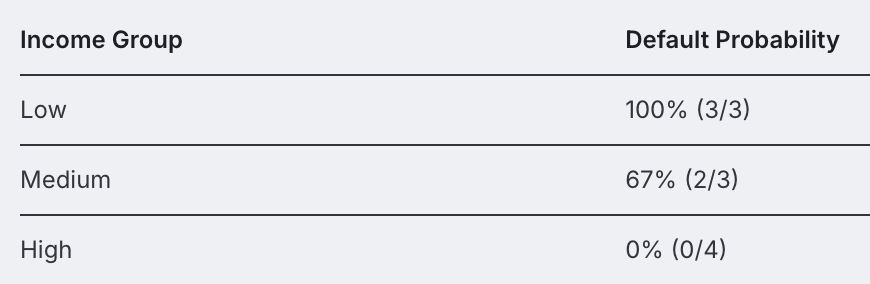 Income Group Default Probability
Low 100% (3/3)
Medium 67% (2/3)
High 0% (0/4)